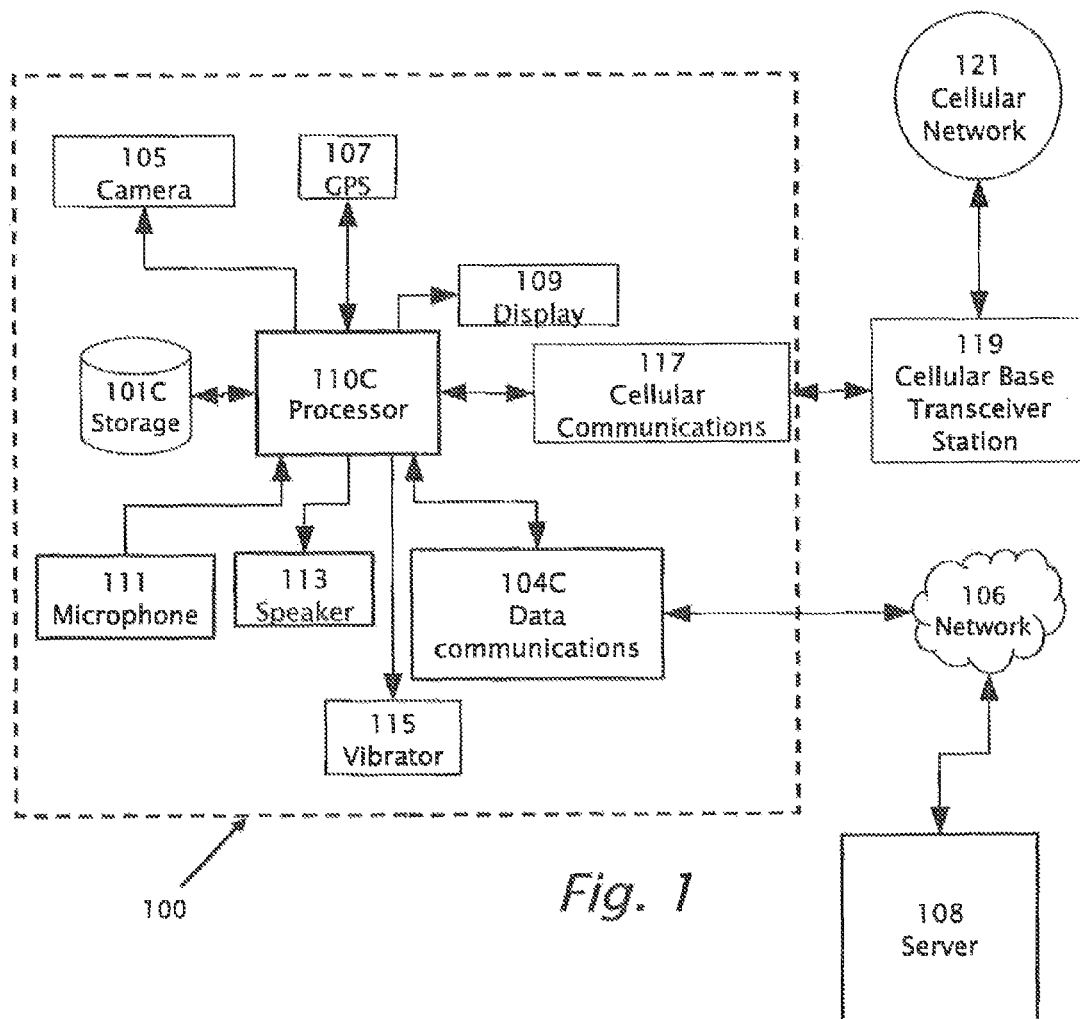 121
Cellular
Network
105
Camera
107
GPS
109
Display
101C
Storage
110C
Processor
117
Cellular
Communications
119
Cellular Base
Transceiver
Station
111
Microphone
113
Speaker
104C
Data
communications
106
Network
115
Vibrator
100
Fig. 1
108
Server